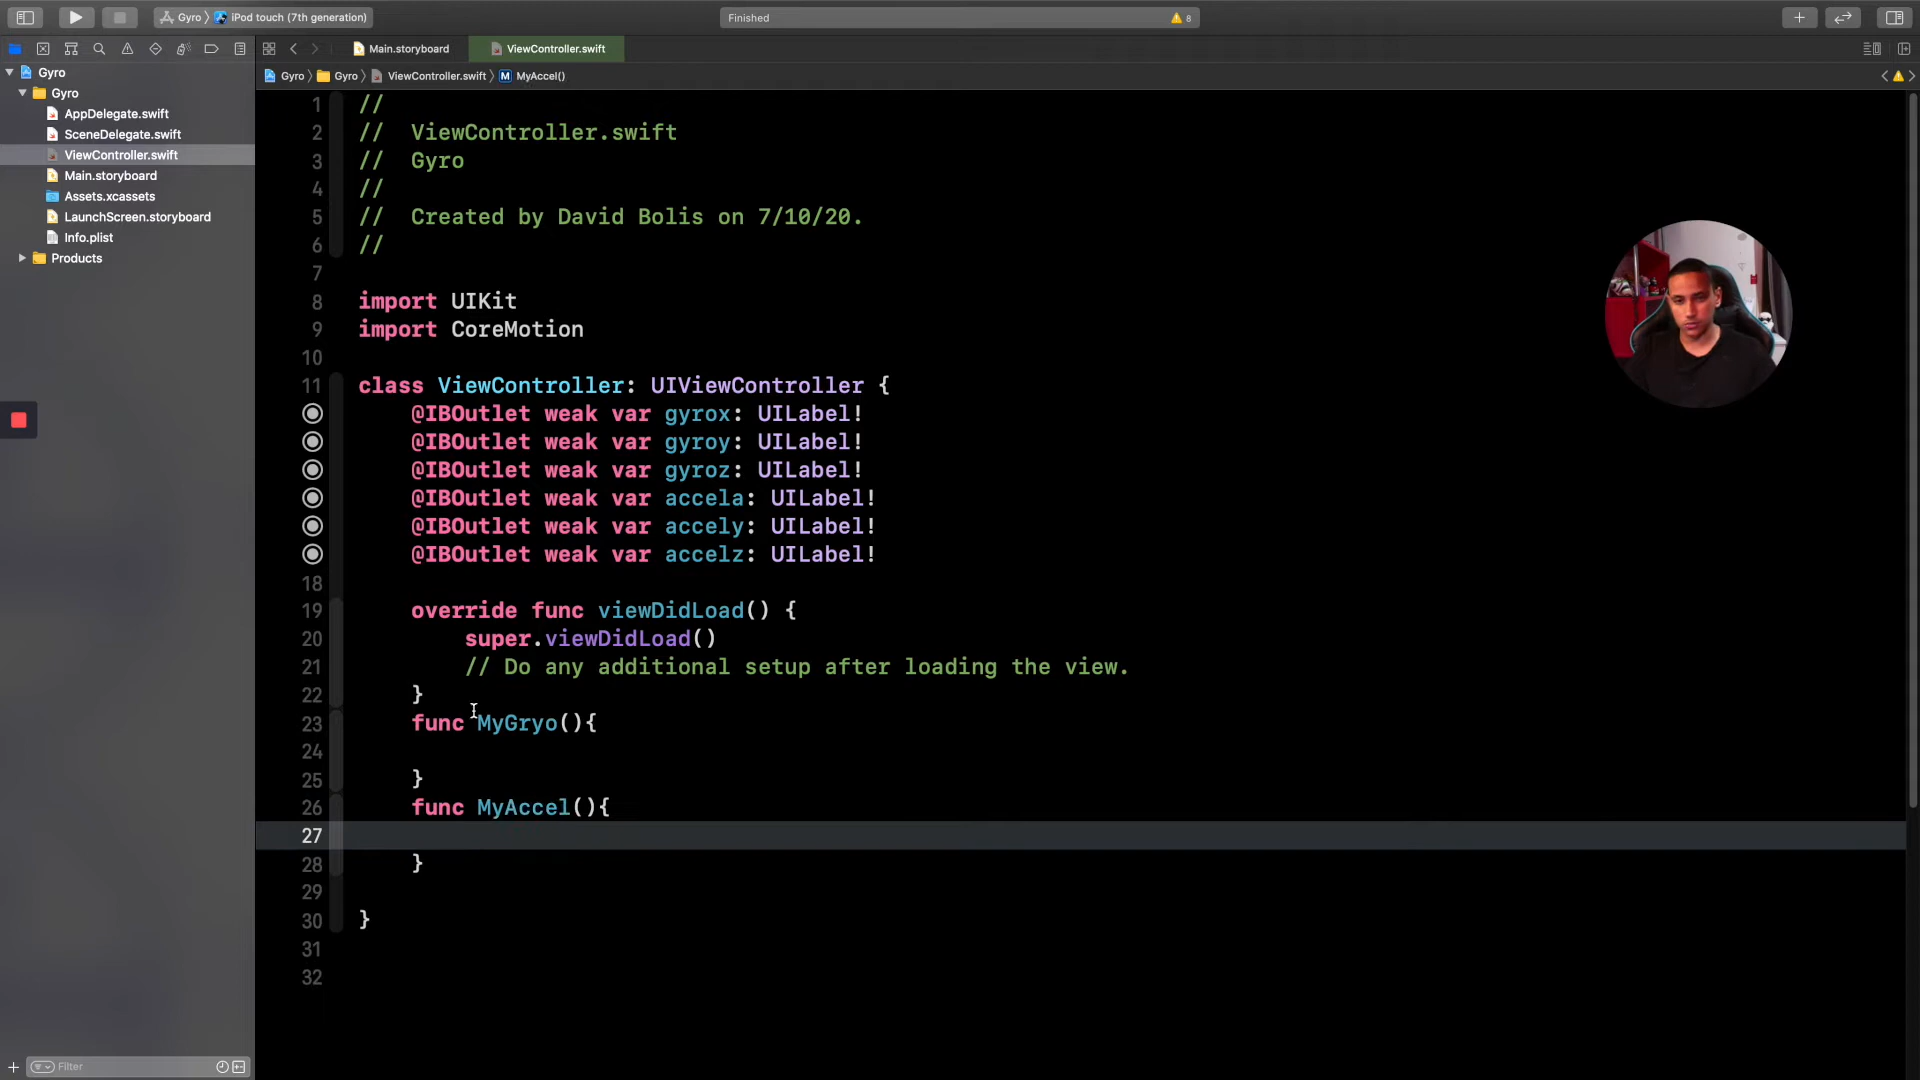 Gyro iPod touch (7th generation) Finished 8
Main.storyboard ViewController.swift
Gyro Gyro ViewController.swift M MyAccel()
Gyro
Gyro
AppDelegate.swift
SceneDelegate.swift
ViewController.swift
Main.storyboard
Assets.xcassets
LaunchScreen.storyboard
Info.plist
Products
1 //
2 // ViewController.swift
3 // Gyro
4 //
5 // Created by David Bolis on 7/10/20.
6 //
7
8 import UIKit
9 import CoreMotion
10
11 class ViewController: UIViewController {
@IBOutlet weak var gyrox: UILabel!
@IBOutlet weak var gyroy: UILabel!
@IBOutlet weak var gyroz: UILabel!
@IBOutlet weak var accela: UILabel!
@IBOutlet weak var accely: UILabel!
@IBOutlet weak var accelz: UILabel!
18
19 override func viewDidLoad() {
20 super.viewDidLoad()
21 // Do any additional setup after loading the view.
22 }
23 func MyGryo(){
24
25 }
26 func MyAccel(){
27
28 }
29
30 }
31
32
Filter